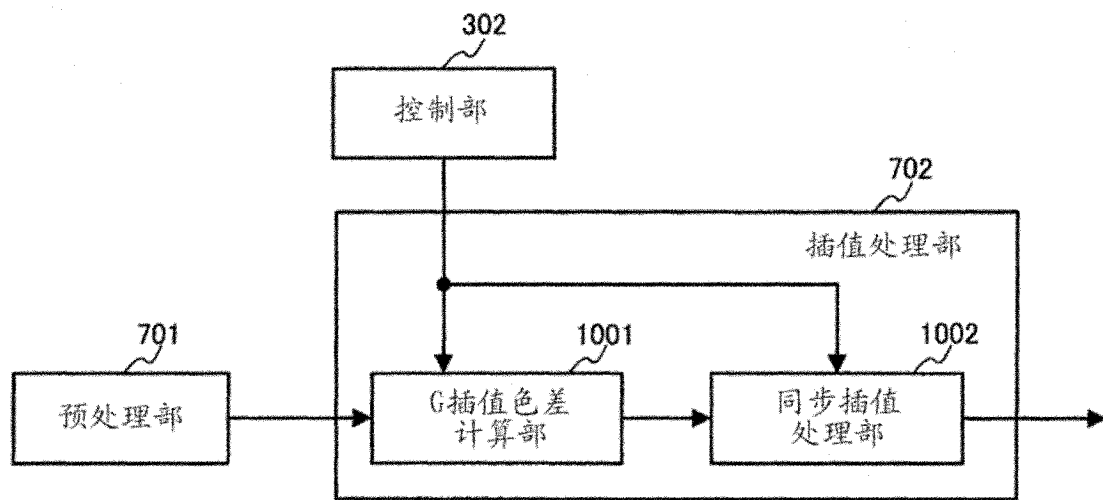 302
控制部
702
插值处理部
701
预处理部
1001
G插值色差
计算部
1002
同步插值
处理部